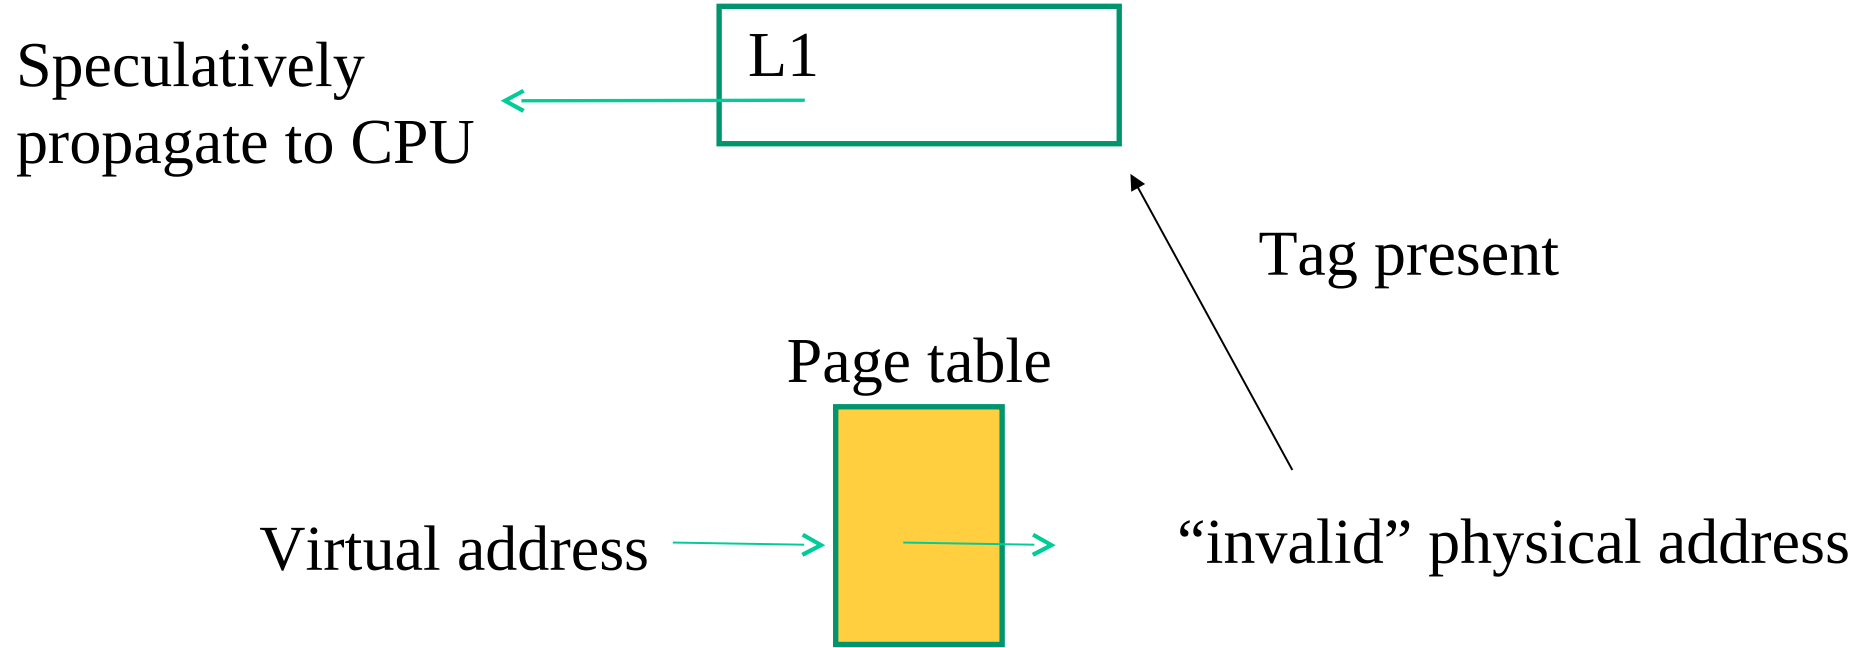 Speculatively
propagate to CPU
L1
Tag present
Page table
Virtual address
“invalid” physical address